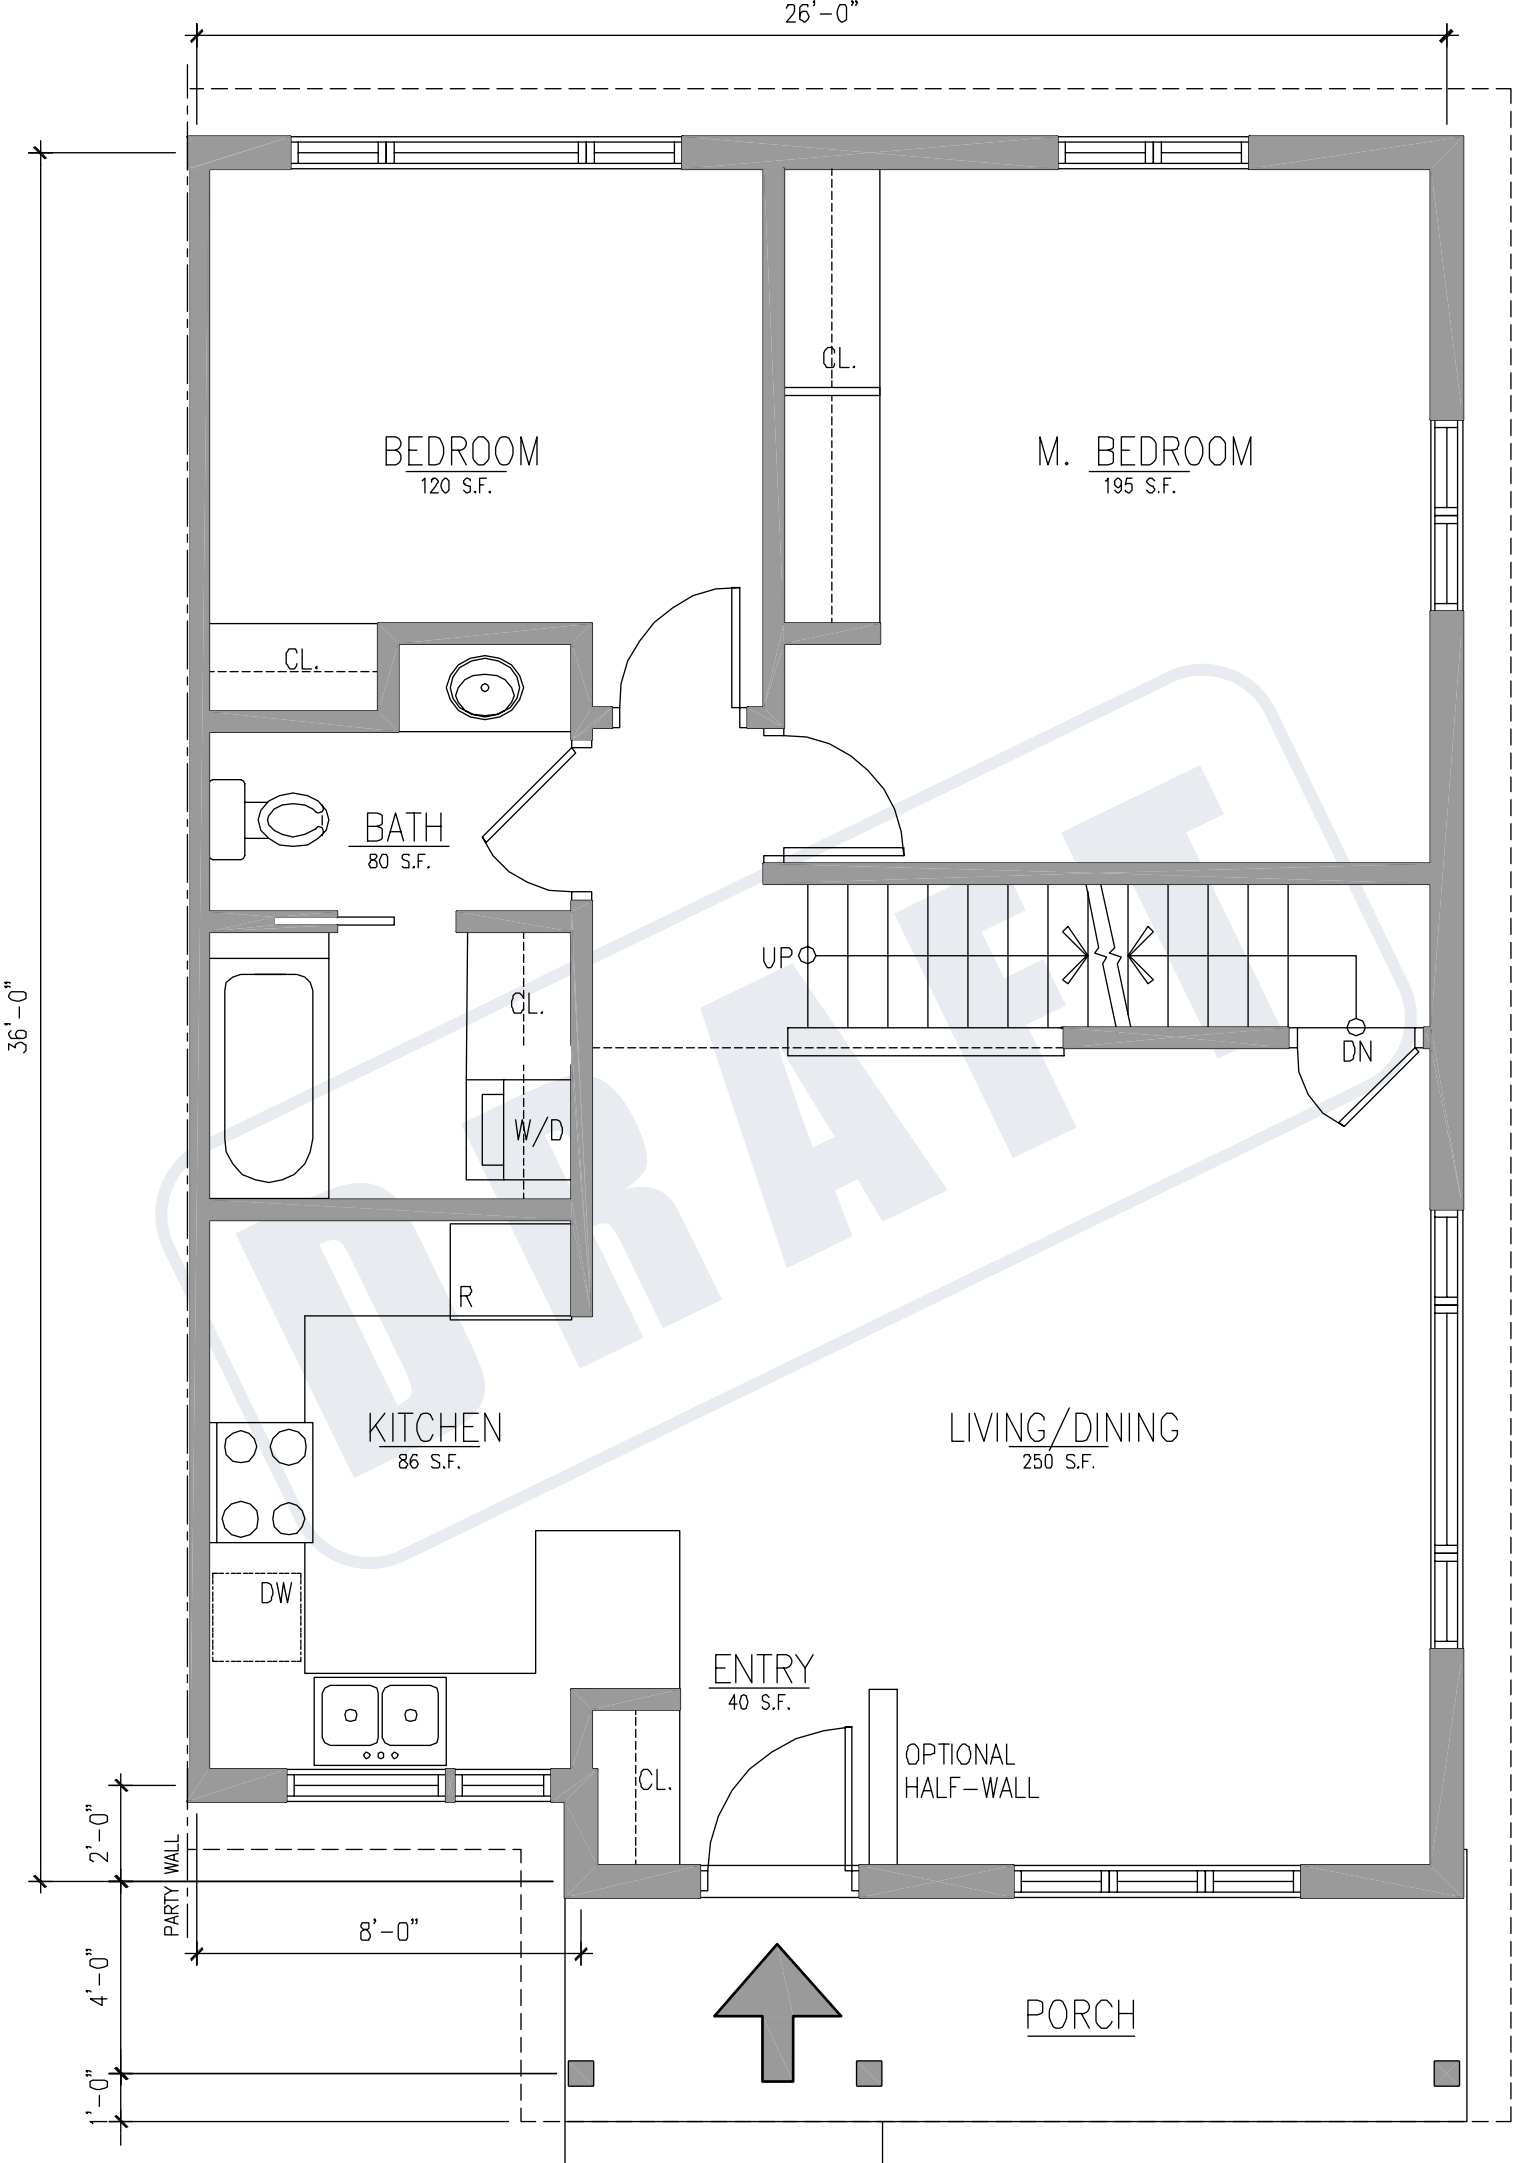 26'-0"
CL.
BEDROOM
120 S.F.
M. BEDROOM
195 S.F.
CL.
BATH
80 S.F.
36'-0"
UP
CL.
DN
W/D
DRAFT
R
KITCHEN
86 S.F.
LIVING/DINING
250 S.F.
DW
ENTRY
40 S.F.
OPTIONAL
HALF-WALL
CL.
2'-0"
PARTY WALL
8'-0"
4'-0"
PORCH
1'-0"